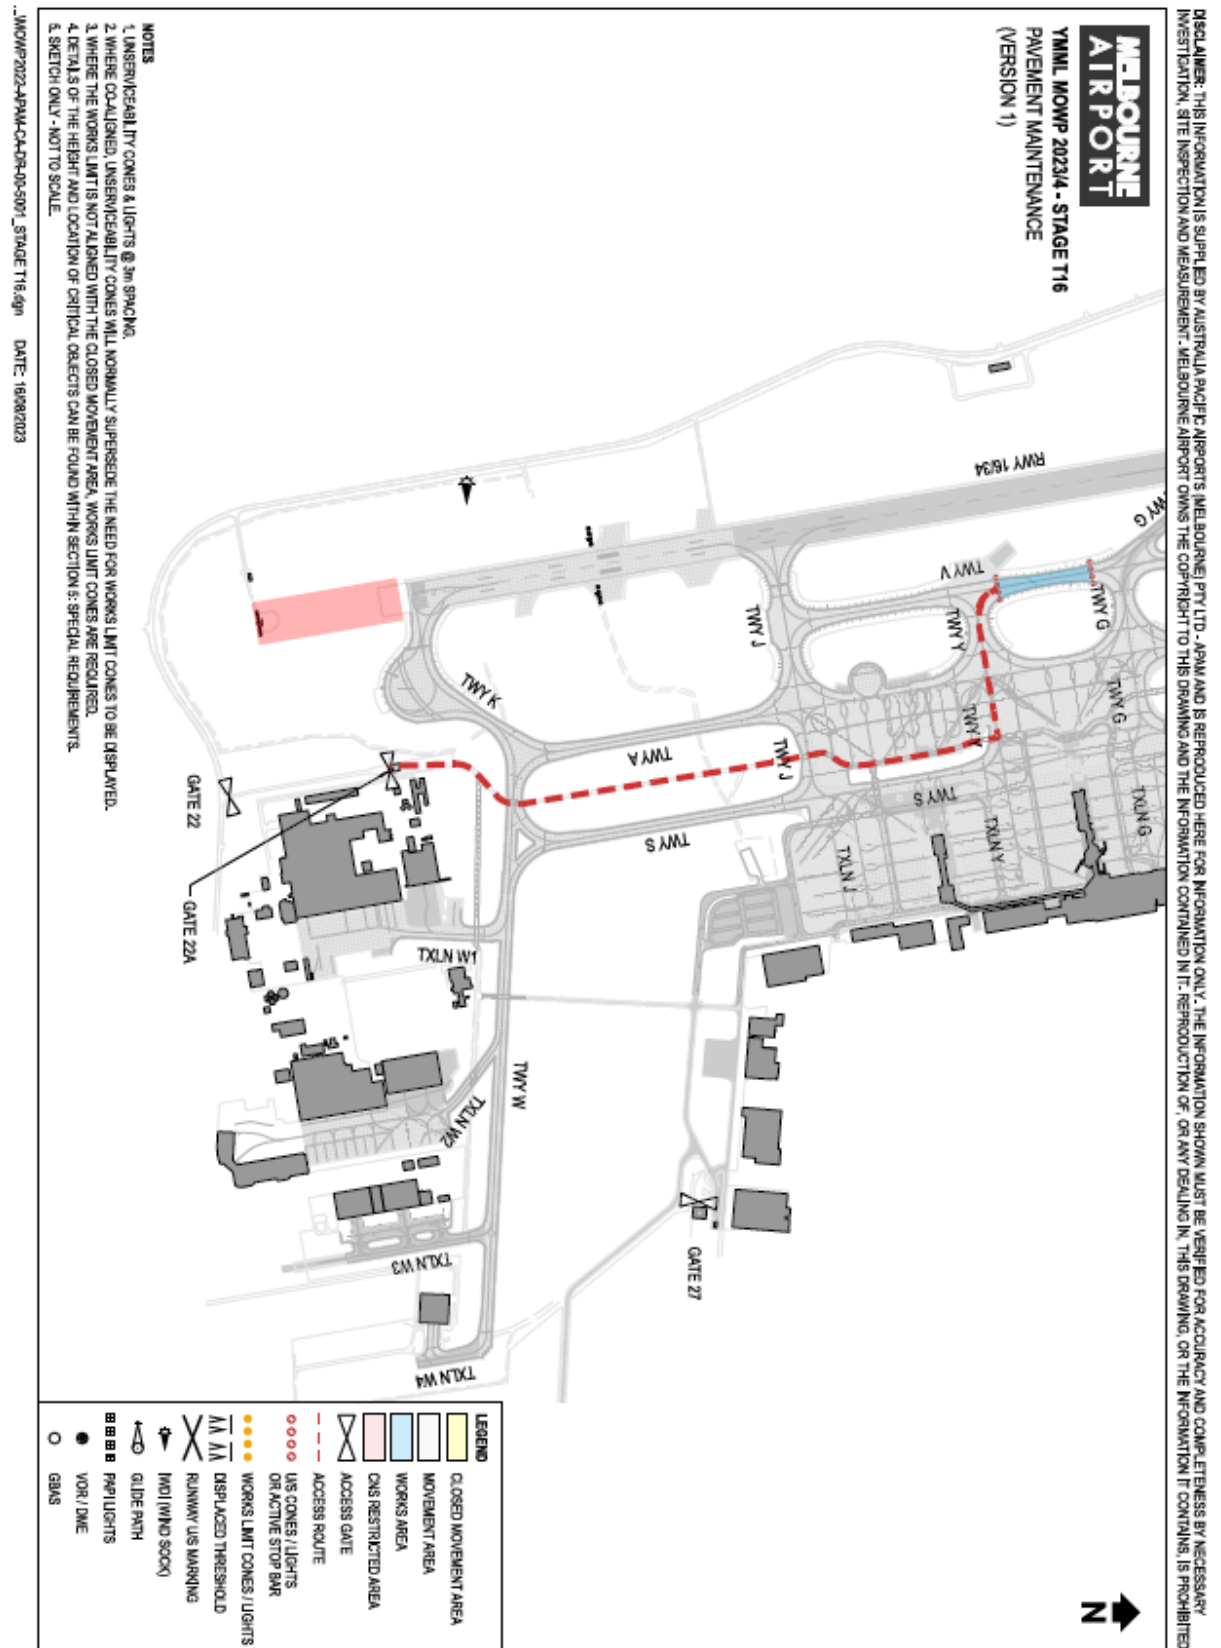 DISCLAIMER: THIS INFORMATION IS SUPPLIED BY AUSTRALIA PACIFIC AIRPORTS (MELBOURNE) PTY LTD - APAM AND IS REPRODUCED HERE FOR INFORMATION ONLY. THE INFORMATION SHOWN MUST BE VERIFIED FOR ACCURACY AND COMPLETENESS BY NECESSARY
INVESTIGATION, SITE INSPECTION AND MEASUREMENT. MELBOURNE AIRPORT OWNS THE COPYRIGHT TO THIS DRAWING AND THE INFORMATION CONTAINED IN IT. REPRODUCTION OF, OR ANY DEALING IN, THIS DRAWING, OR THE INFORMATION IT CONTAINS, IS PROHIBITED
MELBOURNE
AIRPORT
YMML MOWP 2023/4 - STAGE T16
PAVEMENT MAINTENANCE
(VERSION 1)
N
RWY 16/34
TWY G
TWY V
TWY G
TWY Y
TWY J
TWY G
TWY Y
TWY J
TWY A
TWY K
TXLN G
TWY S
TXLN Y
TXLN J
TWY S
GATE 22
GATE 22A
TXLN W1
TWY W
TXLN W2
TXLN W3
TXLN W4
GATE 27
NOTES
1. UNSERVICEABILITY CONES & LIGHTS @ 3m SPACING.
2. WHERE CO-ALIGNED, UNSERVICEABILITY CONES WILL NORMALLY SUPERSEDE THE NEED FOR WORKS LIMIT CONES TO BE DISPLAYED.
3. WHERE THE WORKS LIMIT IS NOT ALIGNED WITH THE CLOSED MOVEMENT AREA, WORKS LIMIT CONES ARE REQUIRED.
4. DETAILS OF THE HEIGHT AND LOCATION OF CRITICAL OBJECTS CAN BE FOUND WITHIN SECTION 5: SPECIAL REQUIREMENTS.
5. SKETCH ONLY - NOT TO SCALE.
LEGEND
CLOSED MOVEMENT AREA
MOVEMENT AREA
WORKS AREA
CNS RESTRICTED AREA
ACCESS GATE
ACCESS ROUTE
U/S CONES / LIGHTS
OR ACTIVE STOP BAR
WORKS LIMIT CONES / LIGHTS
DISPLACED THRESHOLD
RUNWAY U/S MARKING
IWDI (WIND SOCK)
GLIDE PATH
PAPI LIGHTS
VOR / DME
GBAS
...\MOWP2022-APAM-CA-DR-00-5001_STAGE T16.dgn DATE: 16/08/2023